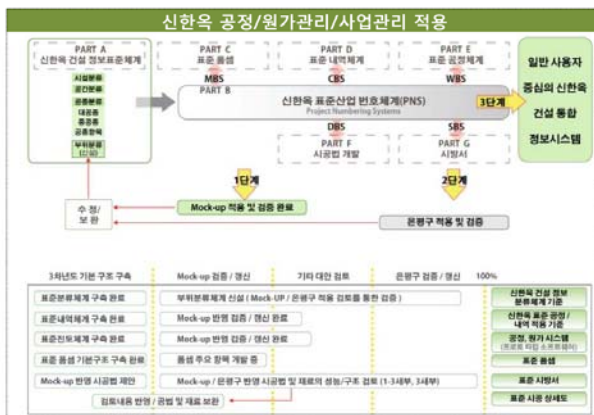 신한옥 공정/원가관리/사업관리 적용
PART A
신한옥 건설 정보표준체계
시설분류
공간분류
공종분류
대공종
중공종
공종항목
부위분류
(신설)
PART C
표준 품셈
MBS
PART D
표준 내역체계
CBS
PART E
표준 공정체계
WBS
PART B
신한옥 표준산업 번호체계(PNS)
Project Numbering Systems
3단계
일반 사용자
중심의 신한옥
건설 통합
정보시스템
DBS
PART F
시공법 개발
SBS
PART G
시방서
1단계
2단계
수정/
보완
Mock-up 적용 및 검증 완료
은평구 적용 및 검증
3차년도 기본 구조 구축
Mock-up 검증 / 갱신
기타 대안 검토
은평구 검증 / 갱신
100%
표준분류체계 구축 완료
부위분류체계 신설 ( Mock-UP / 은평구 적용 검토를 통한 검증 )
신한옥 건설 정보
분류체계 기준
표준내역체계 구축 완료
Mock-up 반영 검증 / 갱신 완료
신한옥 표준 공정 /
내역 적용 기준
표준진도체계 구축 완료
Mock-up 반영 검증 / 갱신 완료
공정, 원가 시스템
(프로토 타입 소프트웨어)
표준 품셈 기본구조 구축 완료
품셈 주요 항목 개발 중
표준 품셈
Mock-up 반영 시공법 제안
Mock-up / 은평구 반영 시공법 및 재료의 성능/구조 검토 (1-3세부, 3세부)
표준 시방서
검토내용 반영 / 공법 및 재료 보완
표준 시공 상세도